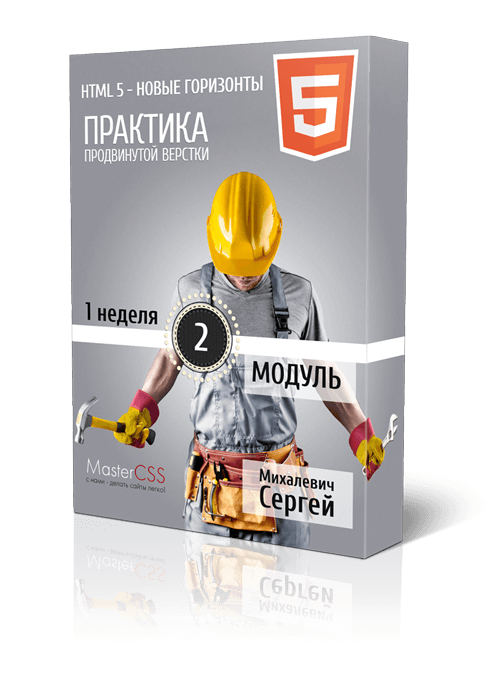 HTML 5 - НОВЫЕ ГОРИЗОНТЫ
5
ПРАКТИКА
ПРОДВИНУТОЙ ВЕРСТКИ
1 неделя
2
МОДУЛЬ
MasterCSS
с нами - делать сайты легко!
Михалевич
Сергей